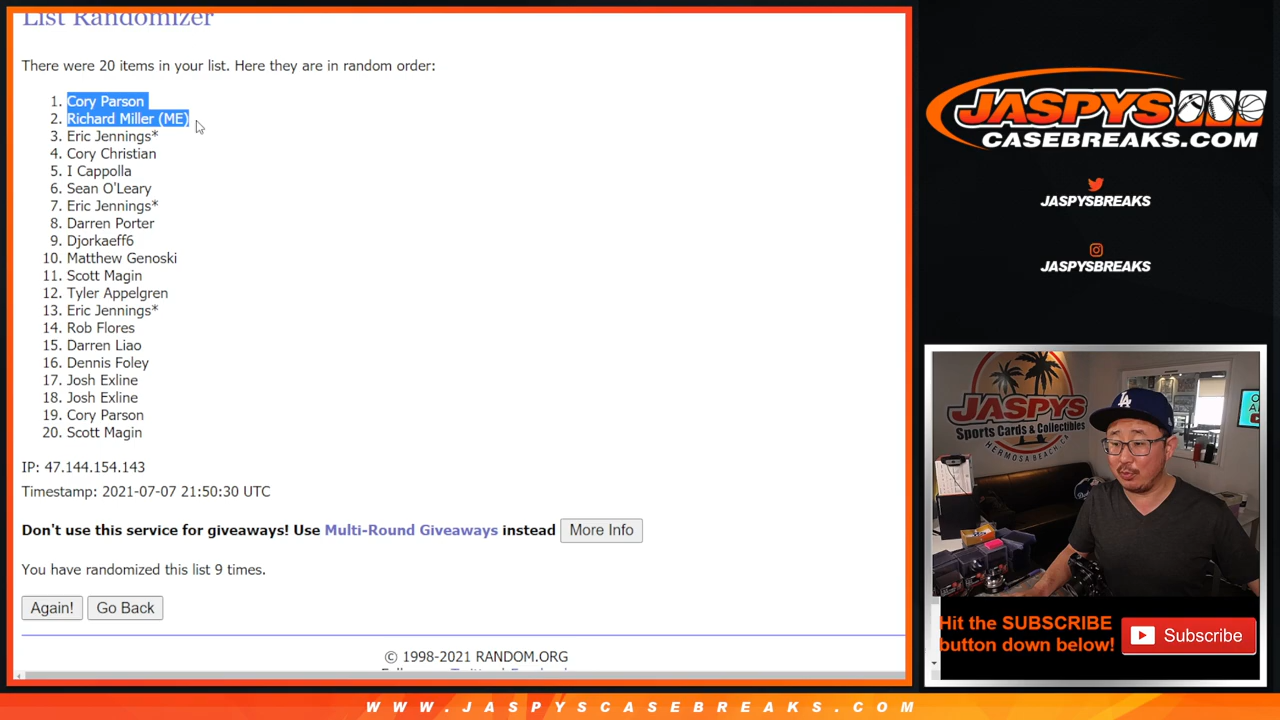 List Randomizer
There were 20 items in your list. Here they are in random order:
1. Cory Parson
2. Richard Miller (ME)
3. Eric Jennings*
4. Cory Christian
5. I Cappolla
6. Sean O'Leary
7. Eric Jennings*
8. Darren Porter
9. Djorkaeff6
10. Matthew Genoski
11. Scott Magin
12. Tyler Appelgren
13. Eric Jennings*
14. Rob Flores
15. Darren Liao
16. Dennis Foley
17. Josh Exline
18. Josh Exline
19. Cory Parson
20. Scott Magin
IP: 47.144.154.143
Timestamp: 2021-07-07 21:50:30 UTC
Don't use this service for giveaways! Use Multi-Round Giveaways instead More Info
You have randomized this list 9 times.
Again! Go Back
© 1998-2021 RANDOM.ORG
JASPYS
CASEBREAKS.COM
JASPYSBREAKS
JASPYSBREAKS
JASPYS
Sports Cards & Collectibles
HERMOSA BEACH, CA
LA
Hit the SUBSCRIBE
button down below!
Subscribe
WWW.JASPYSCASEBREAKS.COM